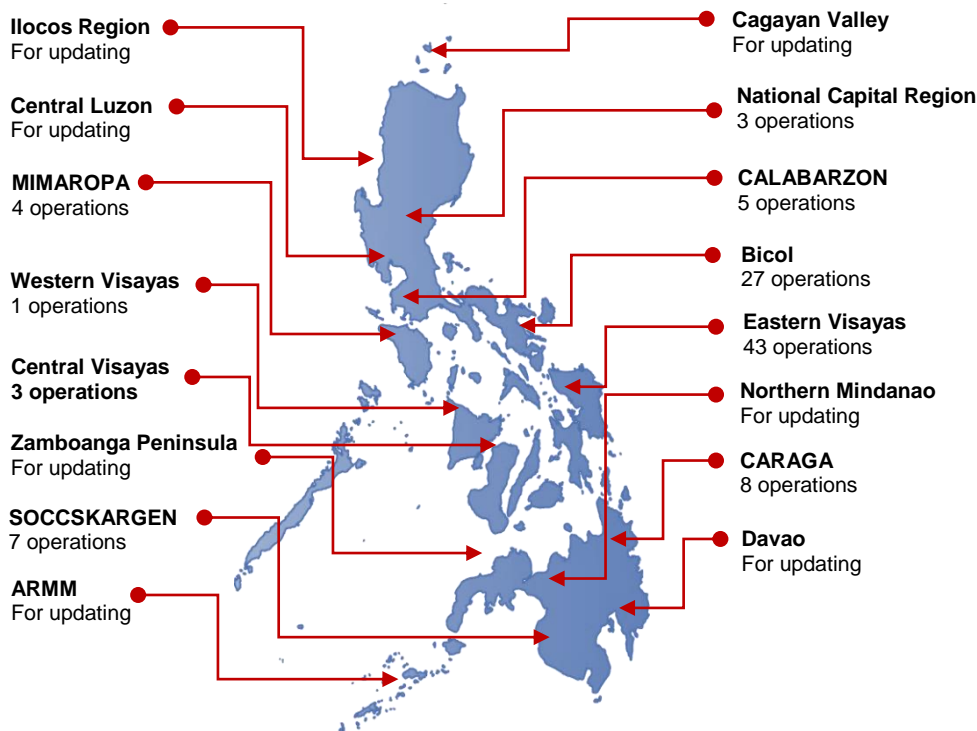 Ilocos Region
For updating
Central Luzon
For updating
MIMAROPA
4 operations
Western Visayas
1 operations
Central Visayas
3 operations
Zamboanga Peninsula
For updating
SOCCSKARGEN
7 operations
ARMM
For updating
Cagayan Valley
For updating
National Capital Region
3 operations
CALABARZON
5 operations
Bicol
27 operations
Eastern Visayas
43 operations
Northern Mindanao
For updating
CARAGA
8 operations
Davao
For updating